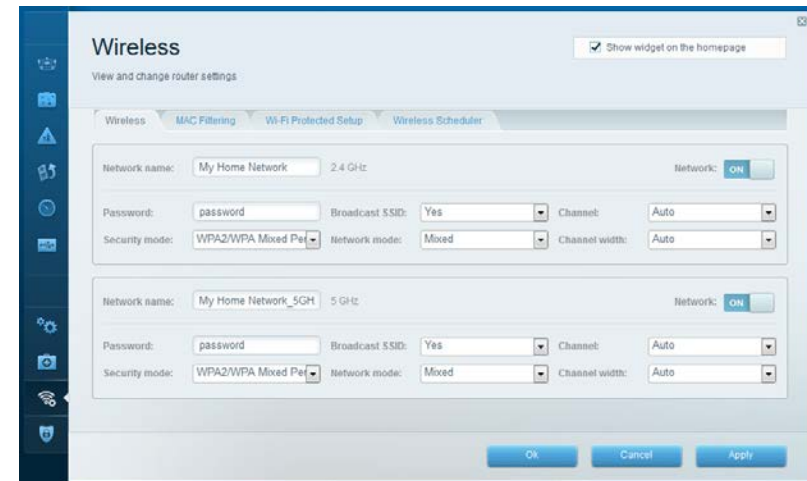 Wireless
Show widget on the homepage
View and change router settings
Wireless MAC Filtering Wi-Fi Protected Setup Wireless Scheduler
Network name: My Home Network 2.4 GHz Network: ON
Password: password Broadcast SSID: Yes Channel: Auto
Security mode: WPA2/WPA Mixed Per Network mode: Mixed Channel width: Auto
Network name: My Home Network_5GH 5 GHz Network: ON
Password: password Broadcast SSID: Yes Channel: Auto
Security mode: WPA2/WPA Mixed Per Network mode: Mixed Channel width: Auto
Ok Cancel Apply